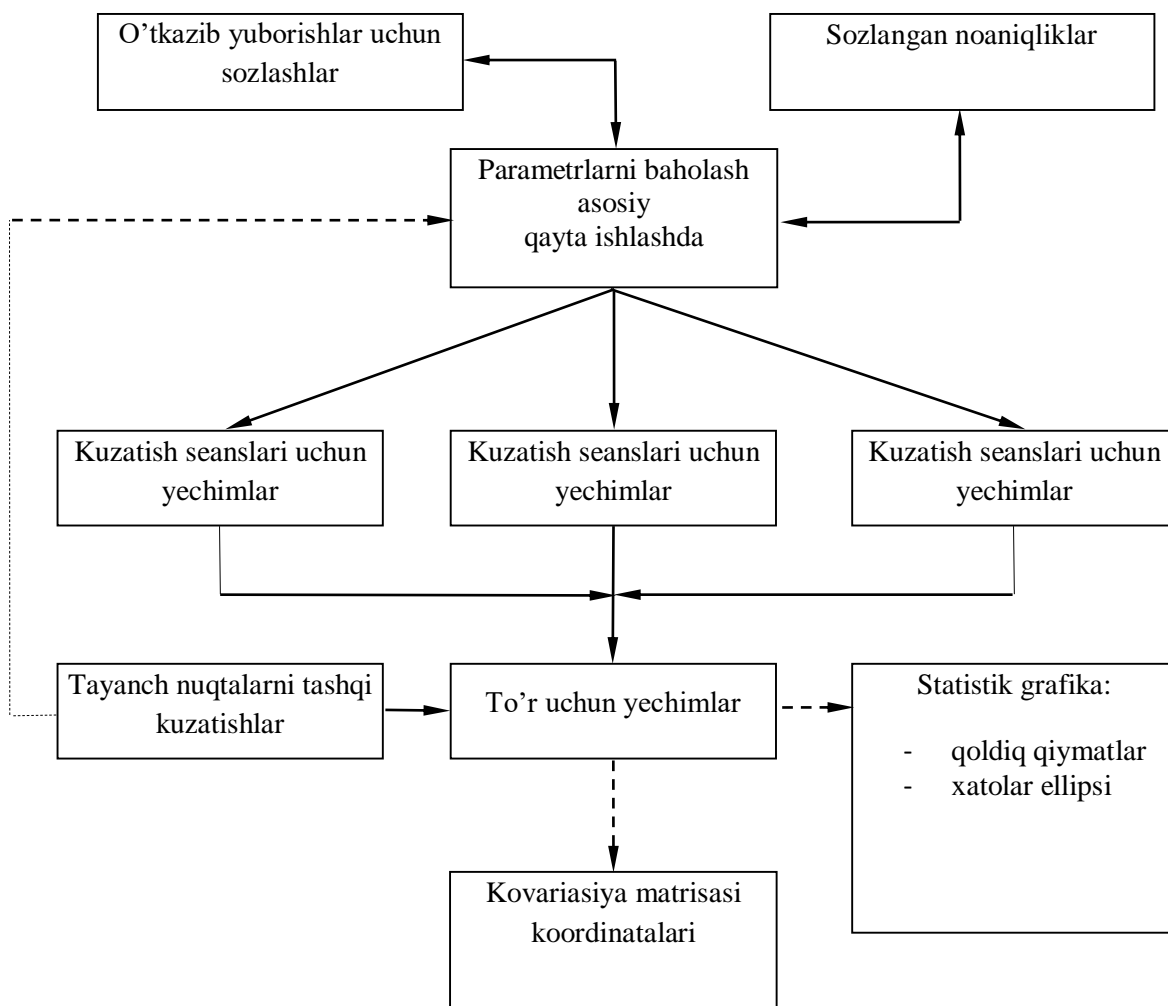 O’tkazib yuborishlar uchun
sozlashlar
Sozlangan noaniqliklar
Parametrlarni baholash
asosiy
qayta ishlashda
Kuzatish seanslari uchun
yechimlar
Kuzatish seanslari uchun
yechimlar
Kuzatish seanslari uchun
yechimlar
Tayanch nuqtalarni tashqi
kuzatishlar
To’r uchun yechimlar
Statistik grafika:
- qoldiq qiymatlar
- xatolar ellipsi
Kovariasiya matrisasi
koordinatalari